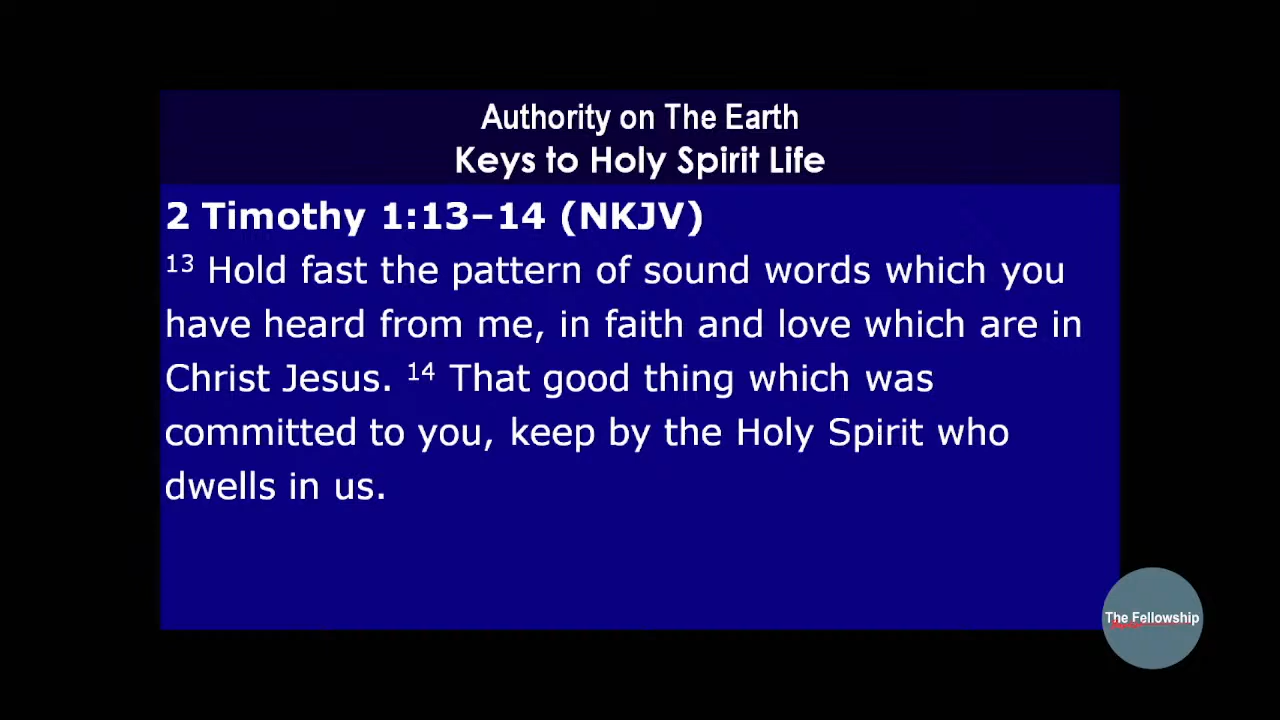 Authority on The Earth
Keys to Holy Spirit Life
2 Timothy 1:13–14 (NKJV)
13 Hold fast the pattern of sound words which you
have heard from me, in faith and love which are in
Christ Jesus. 14 That good thing which was
committed to you, keep by the Holy Spirit who
dwells in us.
The Fellowship